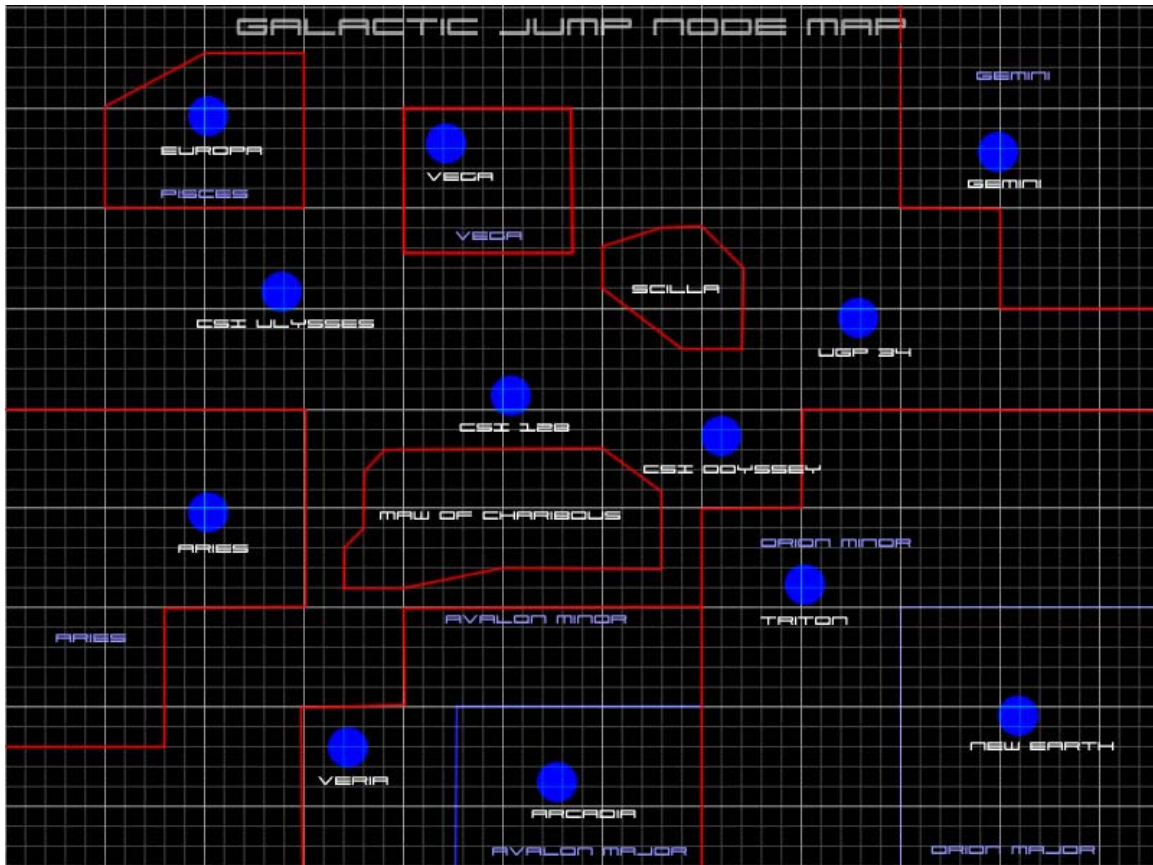 GALACTIC JUMP NODE MAP
GEMINI
EUROPA
VEGA
GEMINI
PISCES
VEGA
SCILLA
CSI ULYSSES
UGP 34
CSI 128
CSI ODYSSEY
MAW OF CHARIBOUS
ARIES
ORION MINOR
AVALON MINOR
TRITON
ARIES
NEW EARTH
VERIA
ARCADIA
AVALON MAJOR
ORION MAJOR